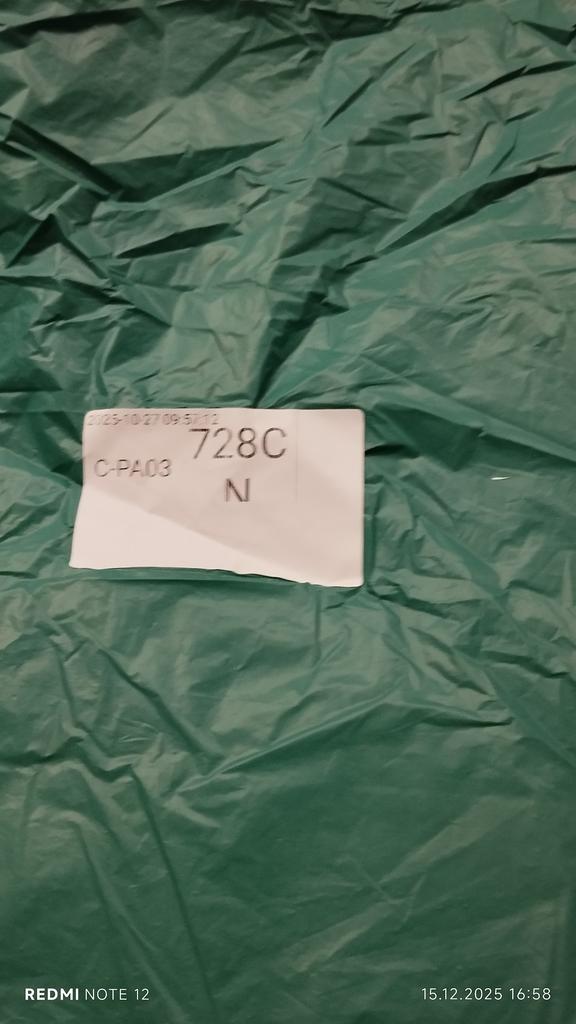 2025-10-27 09:57:12
728C
C-PA03
N
REDMI NOTE 12
15.12.2025 16:58